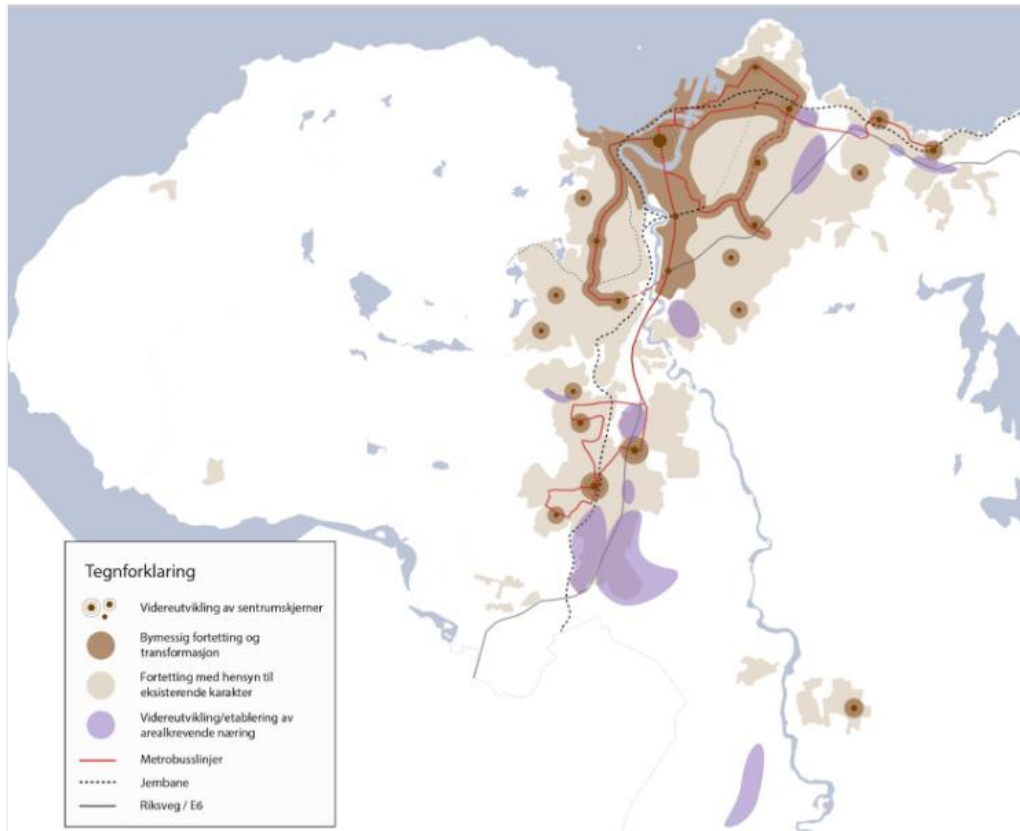 Tegnforklaring
Videreutvikling av sentrumskjerner
Bymessig fortetting og
transformasjon
Fortetting med hensyn til
eksisterende karakter
Videreutvikling/etablering av
arealkrevende næring
Metrobusslinjer
Jernbane
Riksveg / E6